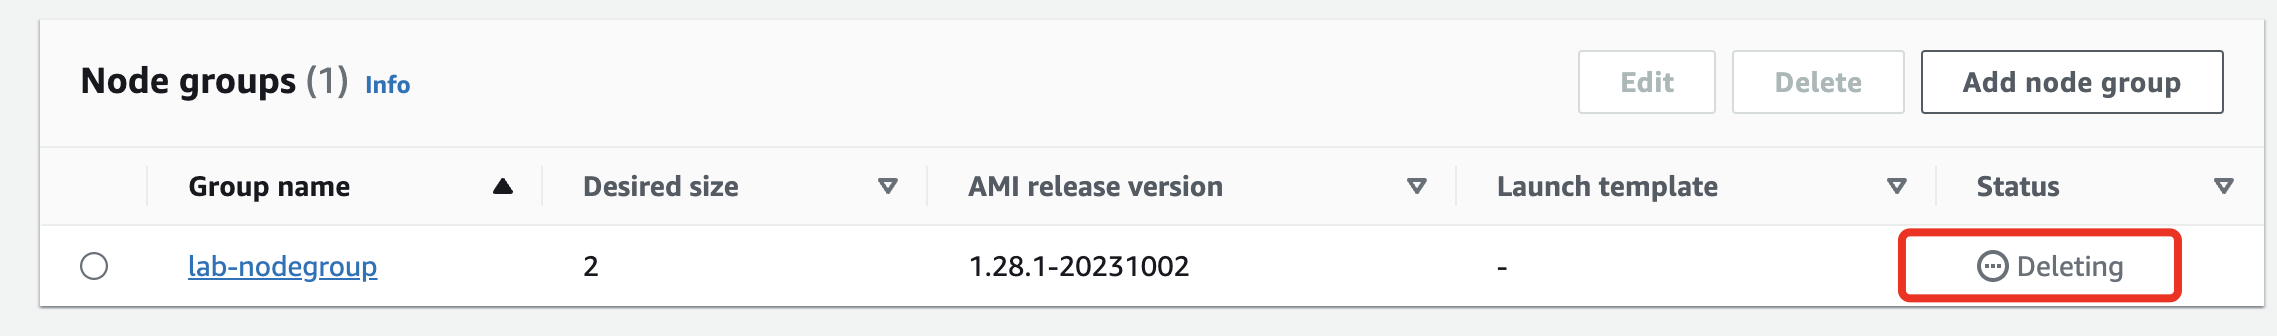 Node groups (1) Info
Edit Delete Add node group
Group name Desired size AMI release version Launch template Status
lab-nodegroup 2 1.28.1-20231002 - Deleting